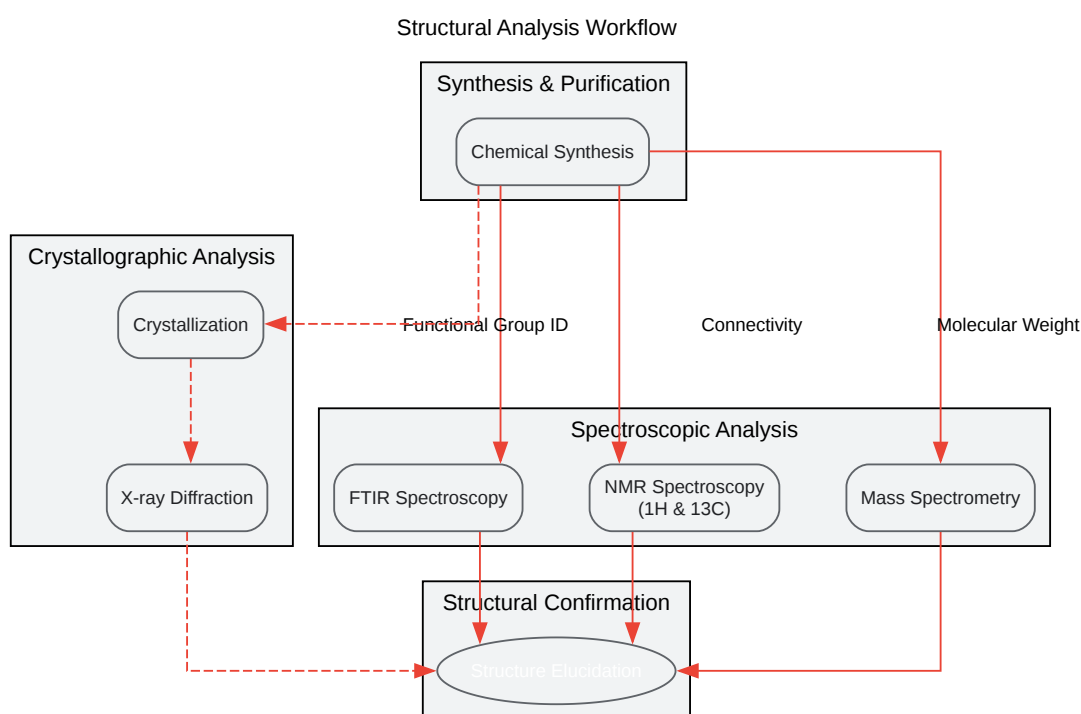 Structural Analysis Workflow
Synthesis & Purification
Chemical Synthesis
Crystallographic Analysis
Crystallization
Functional Group ID
Connectivity
Molecular Weight
Spectroscopic Analysis
X-ray Diffraction
FTIR Spectroscopy
NMR Spectroscopy
(1H & 13C)
Mass Spectrometry
Structural Confirmation
Structure Elucidation